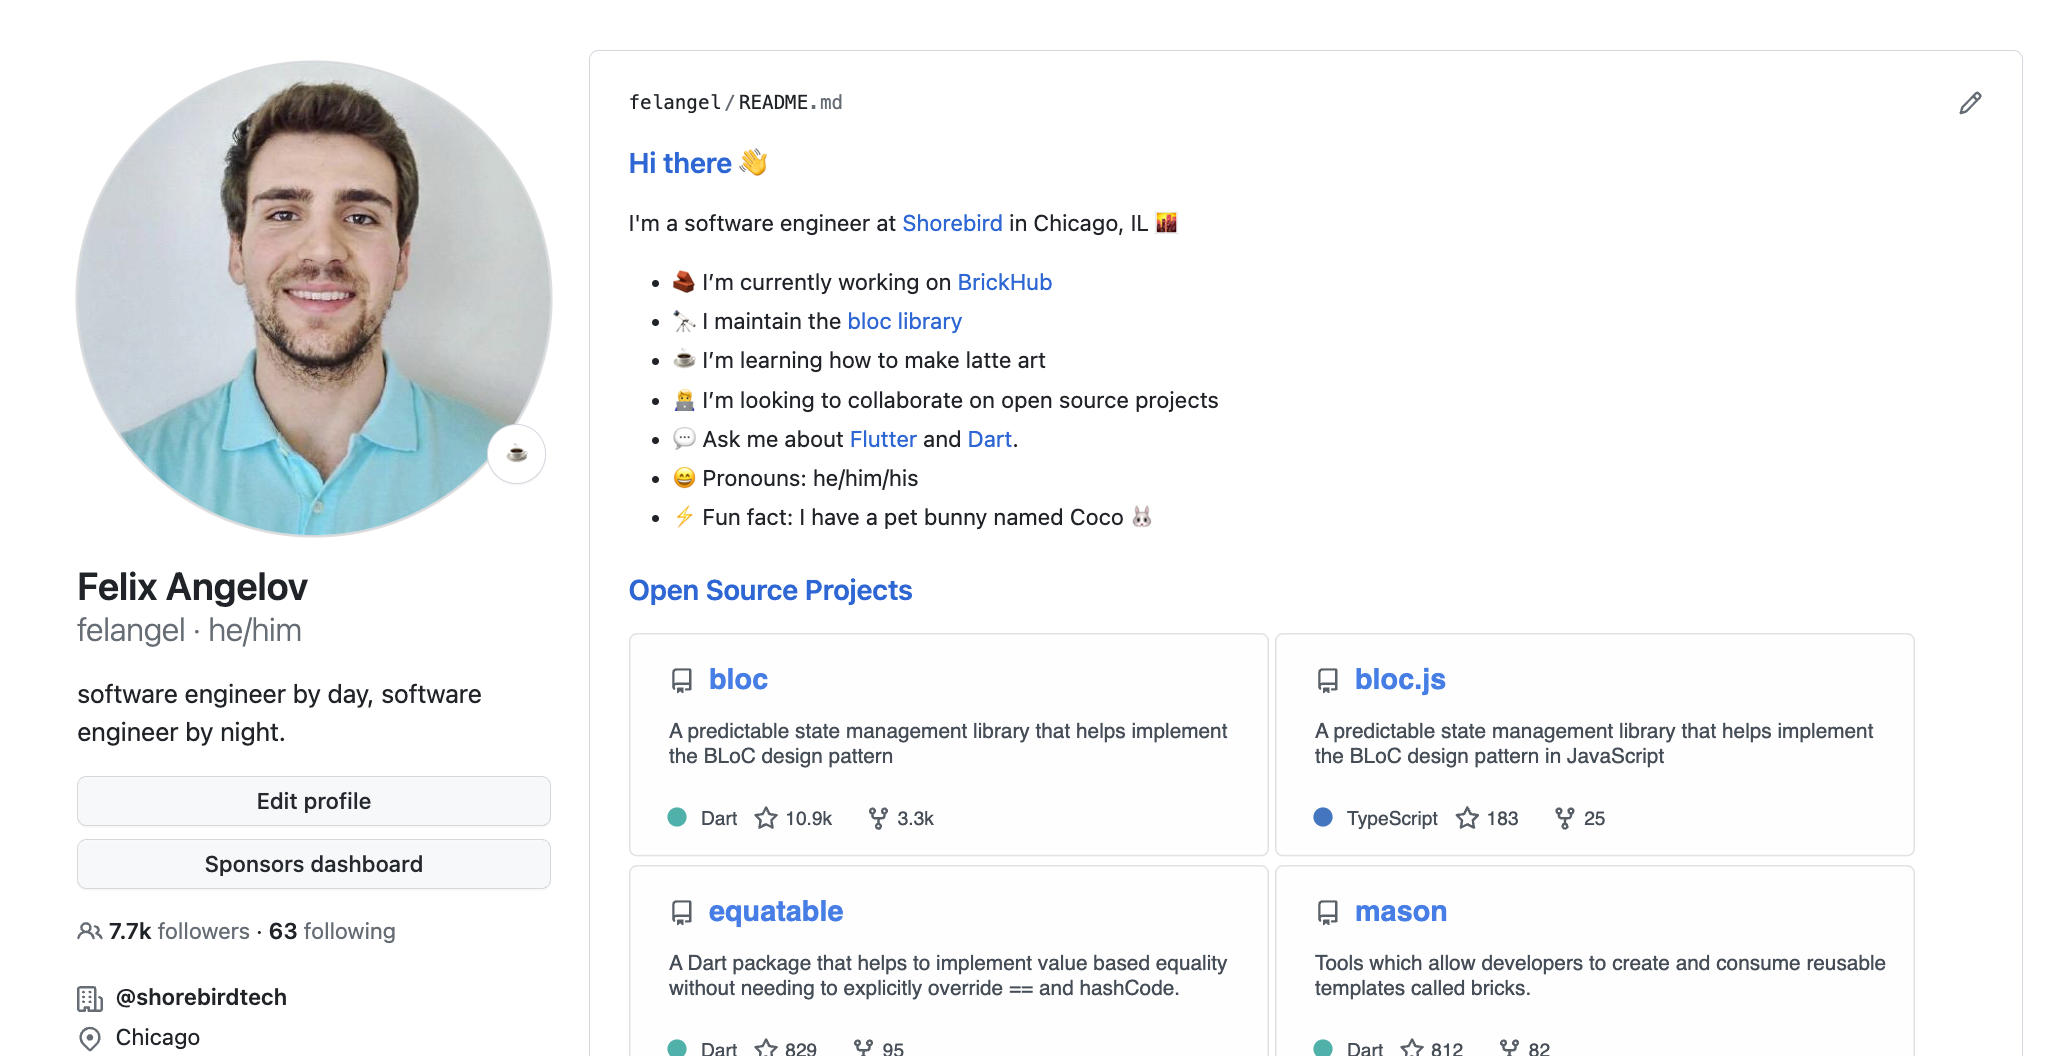 felangel/README.md
Hi there 👋
I'm a software engineer at Shorebird in Chicago, IL 🌇
• 🧱 I’m currently working on BrickHub
• 🔭 I maintain the bloc library
• ☕ I’m learning how to make latte art
• 👨‍💻 I’m looking to collaborate on open source projects
• 💬 Ask me about Flutter and Dart.
• 😄 Pronouns: he/him/his
• ⚡ Fun fact: I have a pet bunny named Coco 🐰
Felix Angelov
felangel · he/him
software engineer by day, software
engineer by night.
Edit profile
Sponsors dashboard
7.7k followers · 63 following
@shorebirdtech
Chicago
Open Source Projects
bloc
A predictable state management library that helps implement
the BLoC design pattern
Dart 10.9k 3.3k
bloc.js
A predictable state management library that helps implement
the BLoC design pattern in JavaScript
TypeScript 183 25
equatable
A Dart package that helps to implement value based equality
without needing to explicitly override == and hashCode.
Dart 829 95
mason
Tools which allow developers to create and consume reusable
templates called bricks.
Dart 812 82